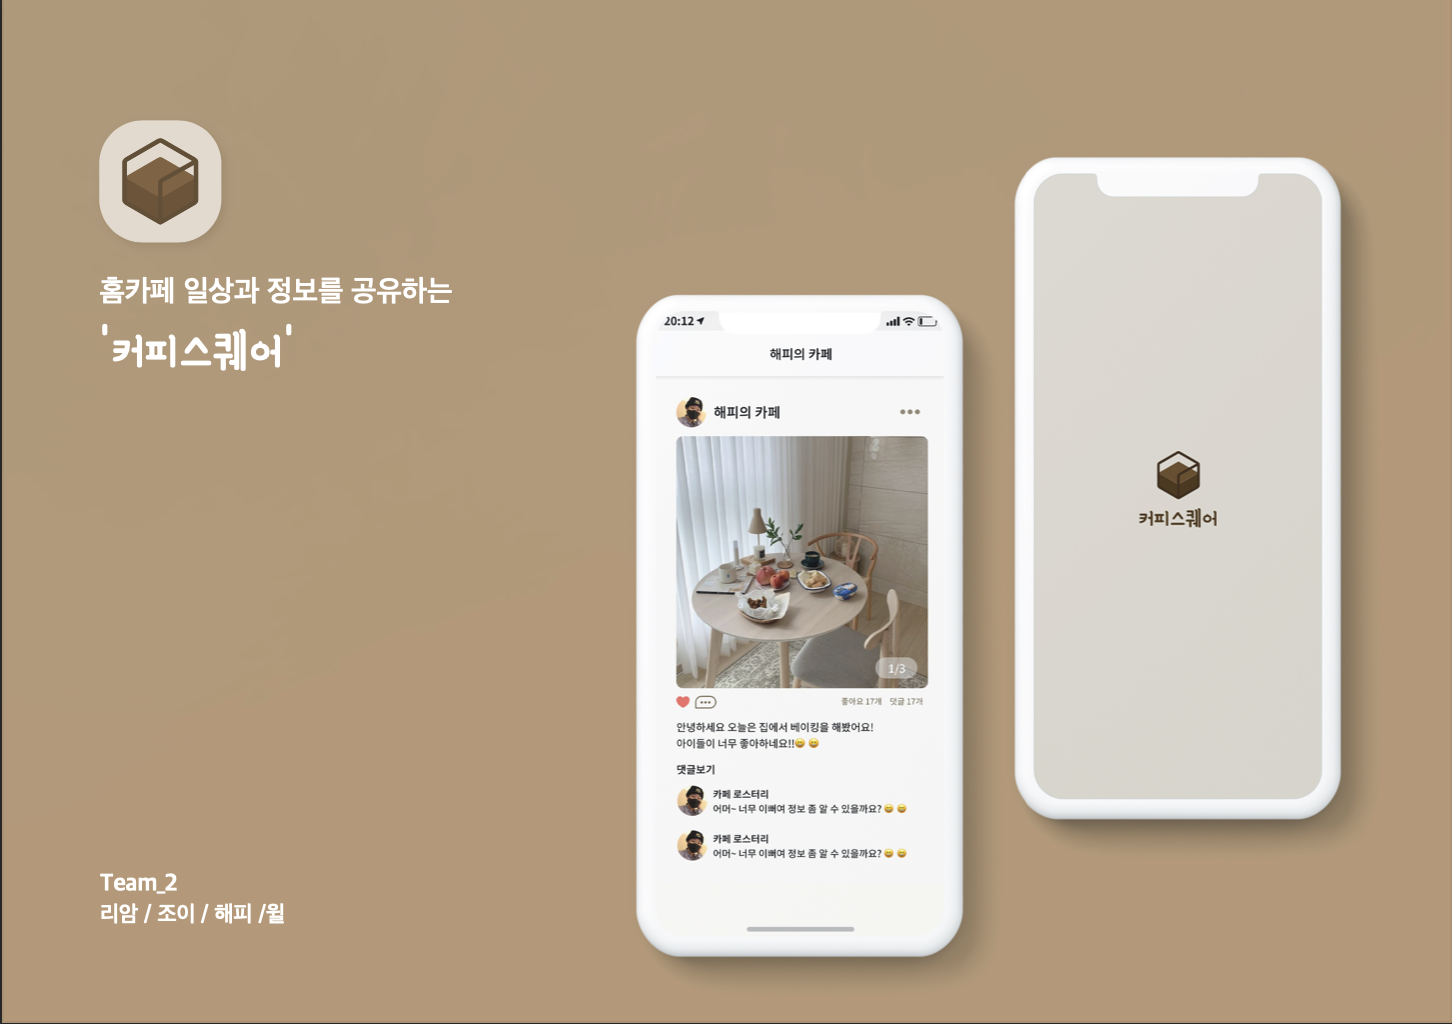 홈카페 일상과 정보를 공유하는
'커피스퀘어'
Team_2
리암 / 조이 / 해피 /윌
20:12
해피의 카페
해피의 카페
1/3
좋아요 17개 댓글 17개
안녕하세요 오늘은 집에서 베이킹을 해봤어요!
아이들이 너무 좋아하네요!!😄 😄
댓글보기
카페 로스터리
어머~ 너무 이뻐여 정보 좀 알 수 있을까요? 😄 😄
카페 로스터리
어머~ 너무 이뻐여 정보 좀 알 수 있을까요? 😄 😄
커피스퀘어